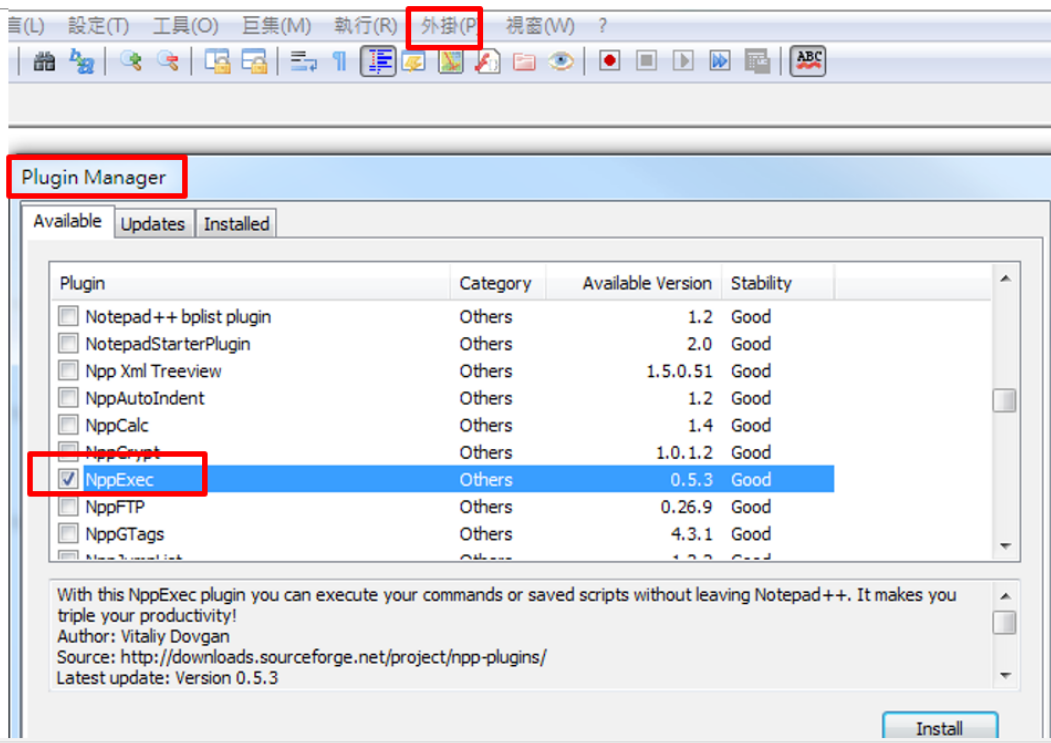 言(L) 設定(T) 工具(O) 巨集(M) 執行(R) 外掛(P) 視窗(W) ?
ABC
Plugin Manager
Available Updates Installed
Plugin Category Available Version Stability
Notepad++ bplist plugin Others 1.2 Good
NotepadStarterPlugin Others 2.0 Good
Npp Xml Treeview Others 1.5.0.51 Good
NppAutoIndent Others 1.2 Good
NppCalc Others 1.4 Good
NppCrypt Others 1.0.1.2 Good
NppExec Others 0.5.3 Good
NppFTP Others 0.26.9 Good
NppGTags Others 4.3.1 Good
NppJumpList Others 1.2.2 Good
With this NppExec plugin you can execute your commands or saved scripts without leaving Notepad++. It makes you
triple your productivity!
Author: Vitaliy Dovgan
Source: http://downloads.sourceforge.net/project/npp-plugins/
Latest update: Version 0.5.3
Install